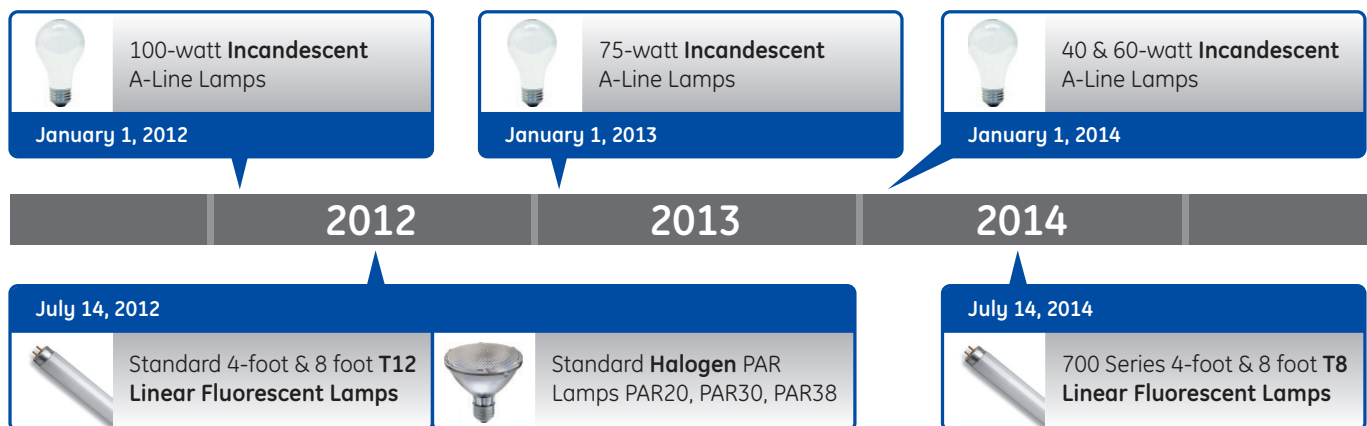 100-watt Incandescent
A-Line Lamps
January 1, 2012
75-watt Incandescent
A-Line Lamps
January 1, 2013
40 & 60-watt Incandescent
A-Line Lamps
January 1, 2014
2012
2013
2014
July 14, 2012
Standard 4-foot & 8 foot T12
Linear Fluorescent Lamps
Standard Halogen PAR
Lamps PAR20, PAR30, PAR38
July 14, 2014
700 Series 4-foot & 8 foot T8
Linear Fluorescent Lamps